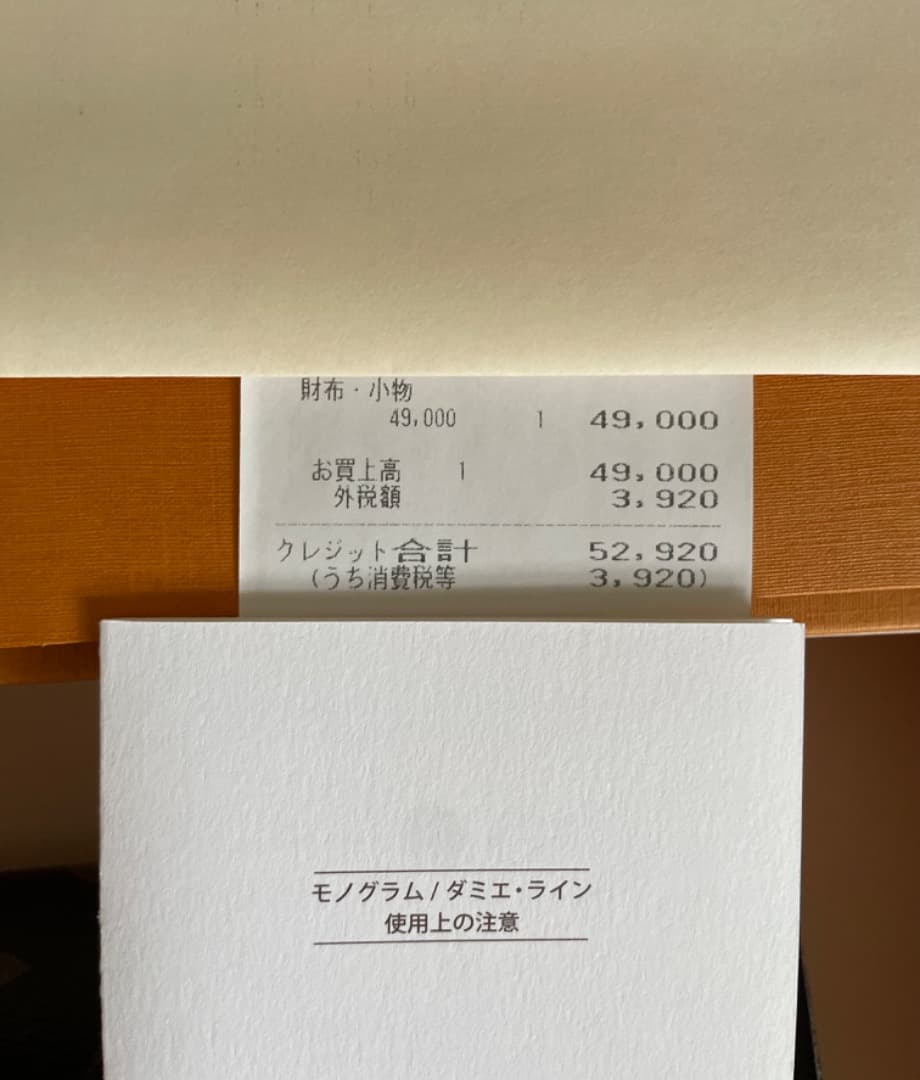 財布・小物
49,000 1 49,000
お買上高 1 49,000
外税額 3,920
クレジット合計 52,920
(うち消費税等 3,920)
モノグラム / ダミエ・ライン
使用上の注意